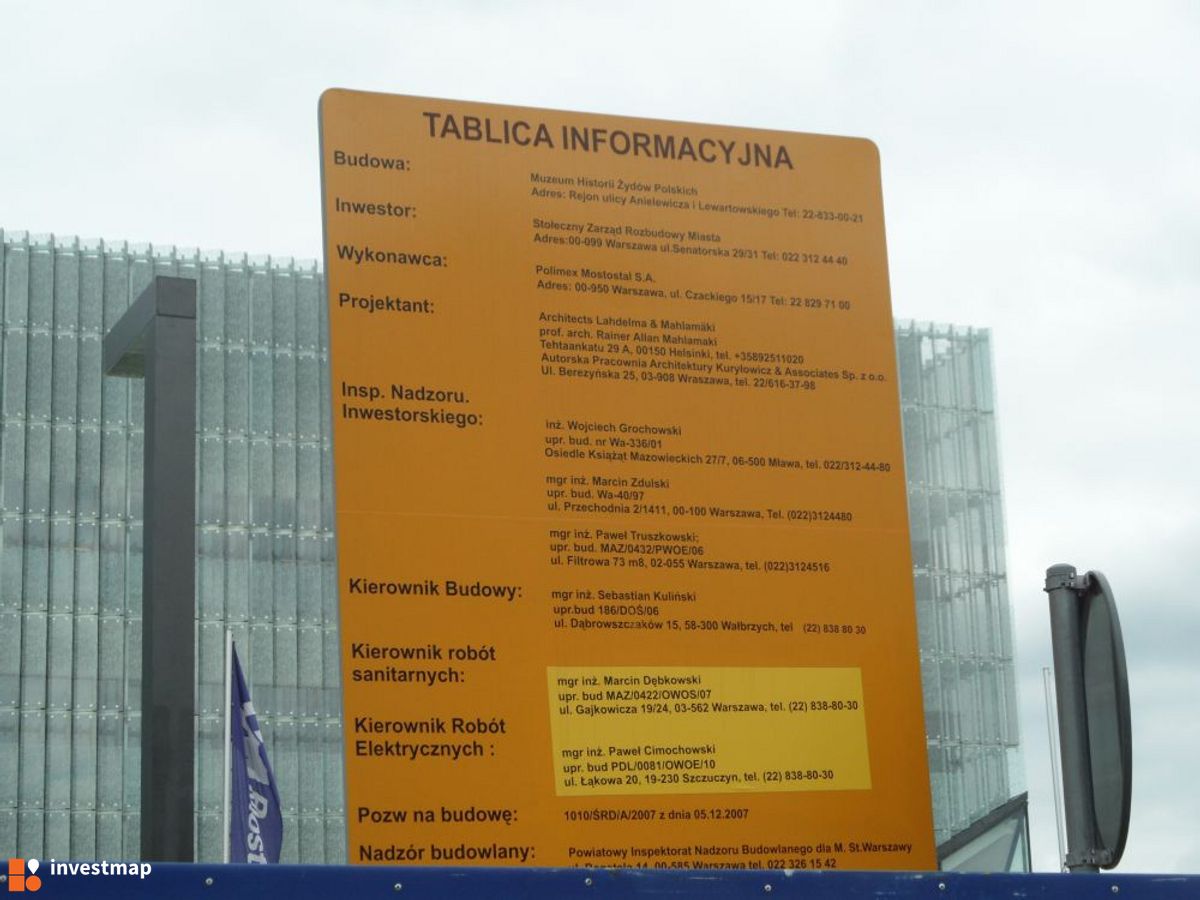 TABLICA INFORMACYJNA
Budowa:
Muzeum Historii Żydów Polskich
Adres: Rejon ulicy Anielewicza i Lewartowskiego Tel: 22-833-00-21
Inwestor:
Stołeczny Zarząd Rozbudowy Miasta
Adres:00-099 Warszawa ul.Senatorska 29/31 Tel: 022 312 44 40
Wykonawca:
Polimex Mostostal S.A.
Adres: 00-950 Warszawa, ul. Czackiego 15/17 Tel: 22 829 71 00
Projektant:
Architects Lahdelma & Mahlamäki
prof. arch. Rainer Allan Mahlamaki
Tehtaankatu 29 A, 00150 Helsinki, tel. +35892511020
Autorska Pracownia Architektury Kuryłowicz & Associates Sp. z o.o.
Ul. Berezyńska 25, 03-908 Wraszawa, tel. 22/616-37-98
Insp. Nadzoru.
Inwestorskiego:
inż. Wojciech Grochowski
upr. bud. nr Wa-336/01
Osiedle Książąt Mazowieckich 27/7, 06-500 Mława, tel. 022/312-44-80
mgr inż. Marcin Zdulski
upr. bud. Wa-40/97
ul. Przechodnia 2/1411, 00-100 Warszawa, Tel. (022)3124480
mgr inż. Paweł Truszkowski;
upr. bud. MAZ/0432/PWOE/06
ul. Filtrowa 73 m8, 02-055 Warszawa, tel. (022)3124516
Kierownik Budowy:
mgr inż. Sebastian Kuliński
upr.bud 186/DOŚ/06
ul. Dąbrowszczaków 15, 58-300 Wałbrzych, tel (22) 838 80 30
Kierownik robót
sanitarnych:
mgr inż. Marcin Dębkowski
upr. bud MAZ/0422/OWOS/07
ul. Gajkowicza 19/24, 03-562 Warszawa, tel. (22) 838-80-30
Kierownik Robót
Elektrycznych :
mgr inż. Paweł Cimochowski
upr. bud PDL/0081/OWOE/10
ul. Łąkowa 20, 19-230 Szczuczyn, tel. (22) 838-80-30
Pozw na budowę:
1010/ŚRD/A/2007 z dnia 05.12.2007
Nadzór budowlany:
Powiatowy Inspektorat Nadzoru Budowlanego dla M. St.Warszawy
14, 00-585 Warszawa tel. 022 326 15 42
investmap